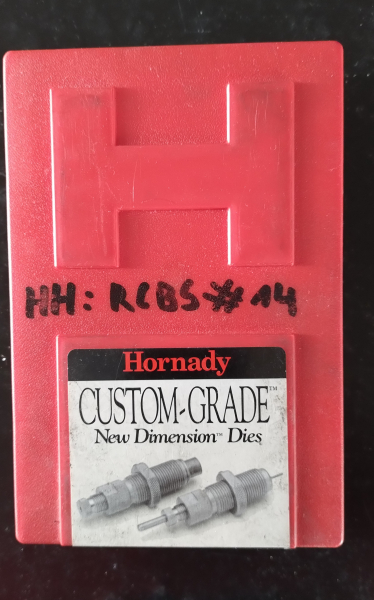 H
HH: RCBS#14
Hornady
CUSTOM-GRADE™
New Dimension™ Dies